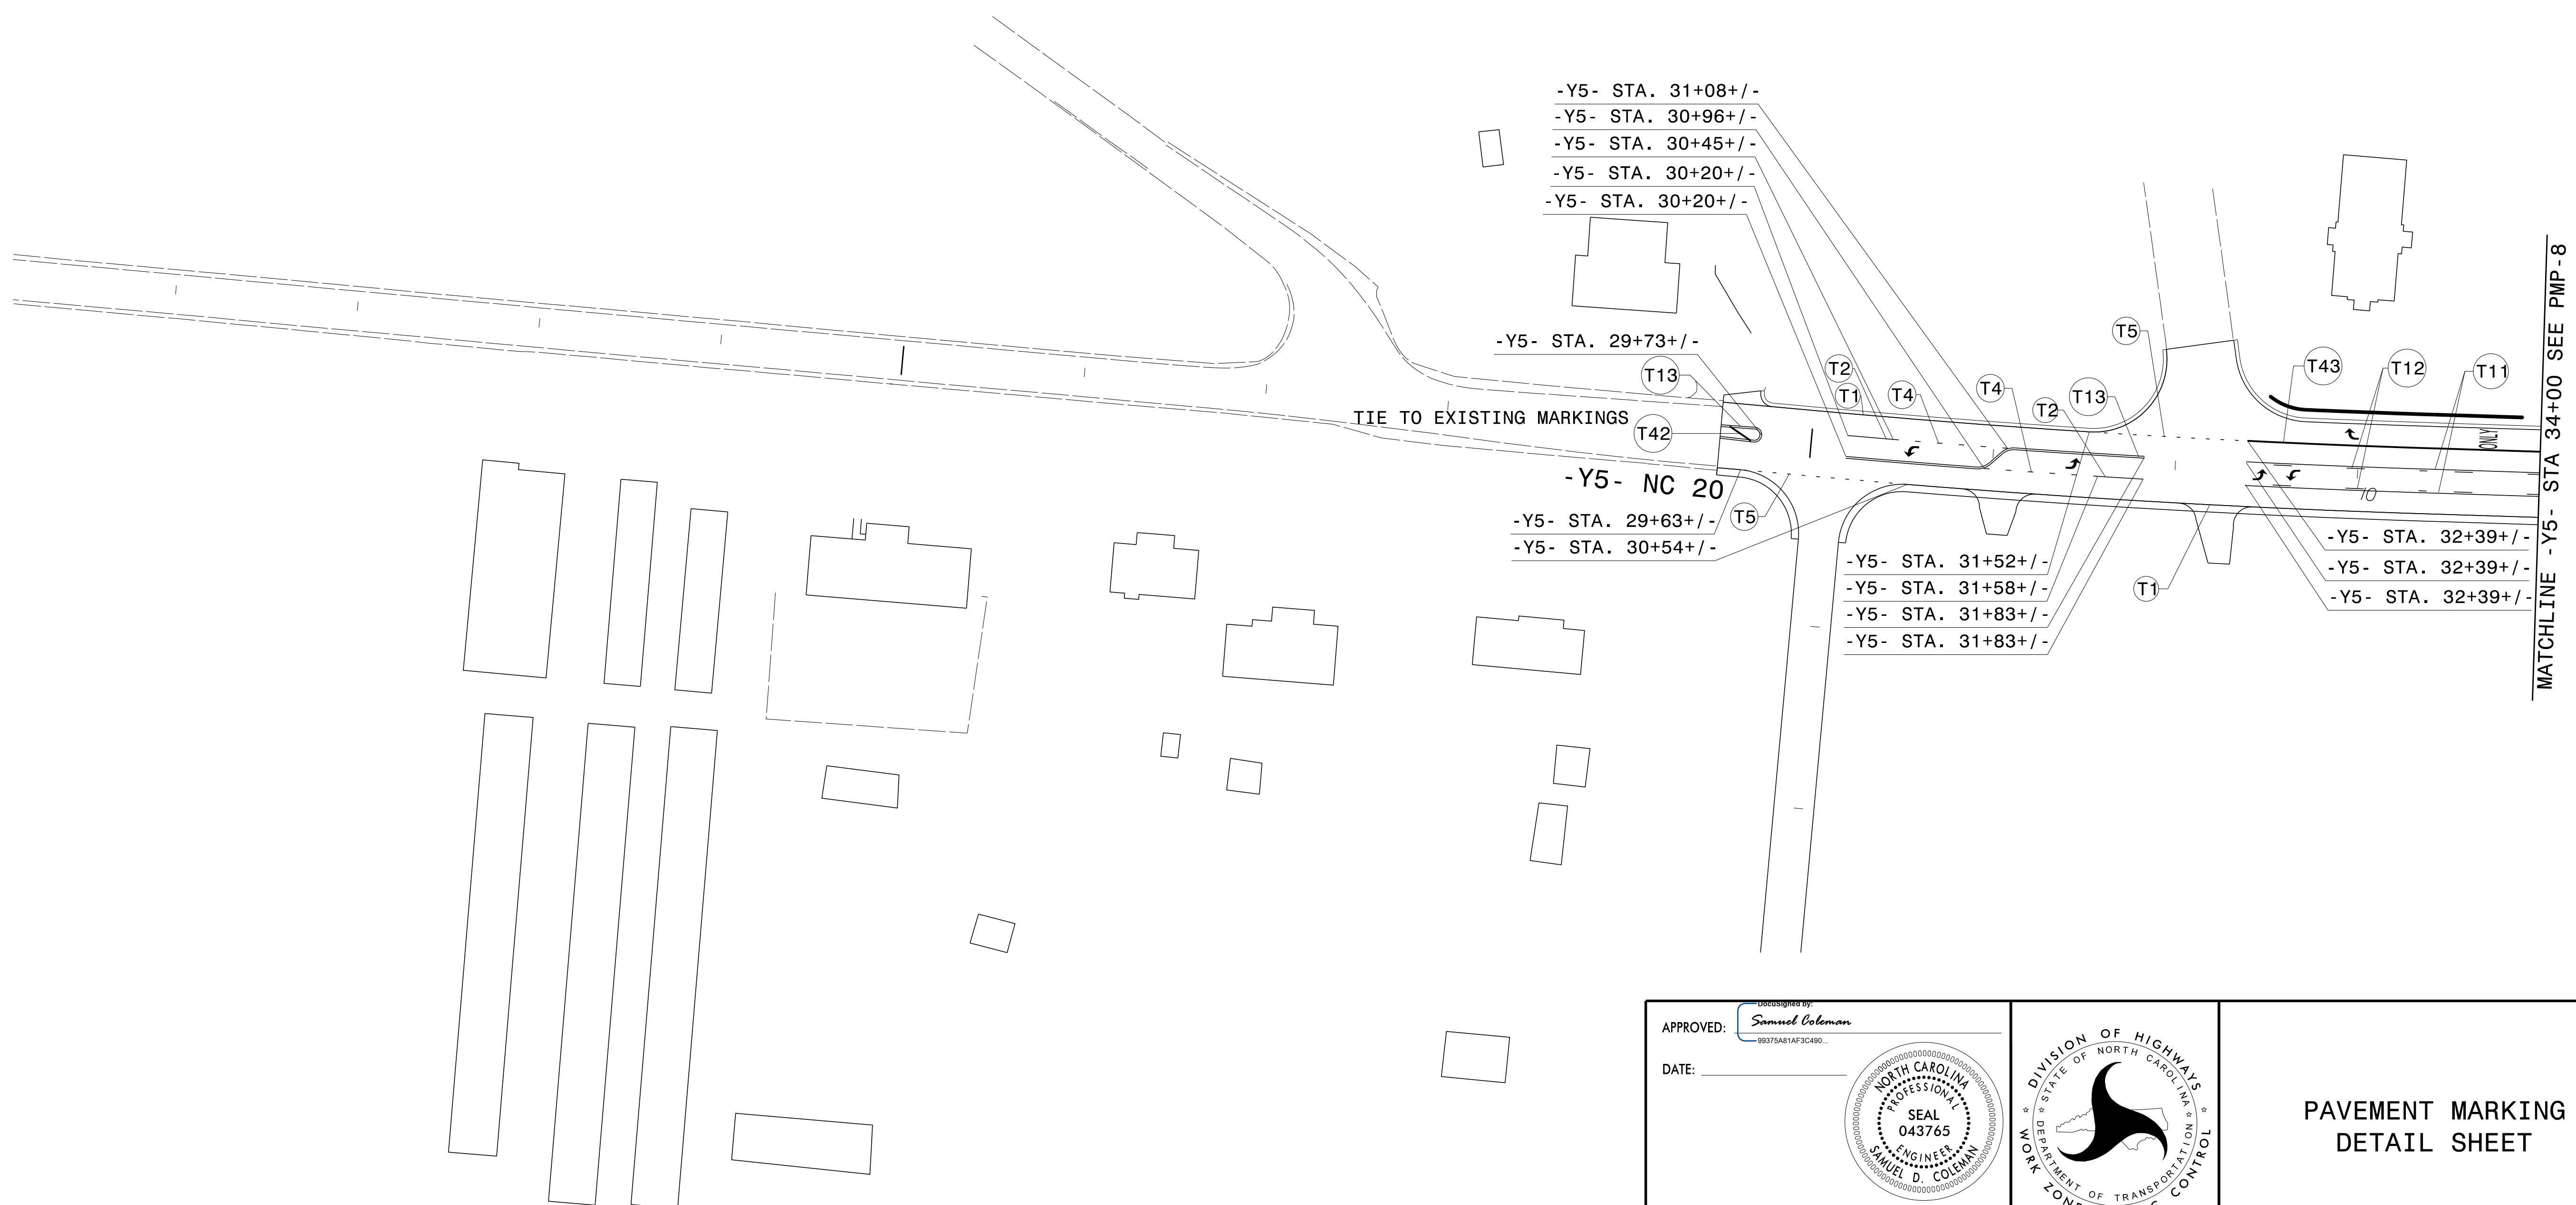 -Y5- STA. 31+08+/-
-Y5- STA. 30+96+/-
-Y5- STA. 30+45+/-
-Y5- STA. 30+20+/-
-Y5- STA. 30+20+/-
-Y5- STA. 29+73+/-
T13
T2
T1
T4
T4
T2
T13
T5
T43
T12
T11
TIE TO EXISTING MARKINGS
T42
ONLY
-Y5- NC 20
10
-Y5- STA. 29+63+/-
T5
-Y5- STA. 30+54+/-
-Y5- STA. 31+52+/-
-Y5- STA. 31+58+/-
-Y5- STA. 31+83+/-
-Y5- STA. 31+83+/-
T1
-Y5- STA. 32+39+/-
-Y5- STA. 32+39+/-
-Y5- STA. 32+39+/-
MATCHLINE -Y5- STA 34+00 SEE PMP-8
DocuSigned by:
APPROVED: Samuel Coleman
99375A81AF3C490...
DATE:
NORTH CAROLINA
PROFESSIONAL
SEAL
043765
ENGINEER
SAMUEL D. COLEMAN
DIVISION OF HIGHWAYS
STATE OF NORTH CAROLINA
DEPARTMENT OF TRANSPORTATION
WORK CONTROL
PAVEMENT MARKING
DETAIL SHEET